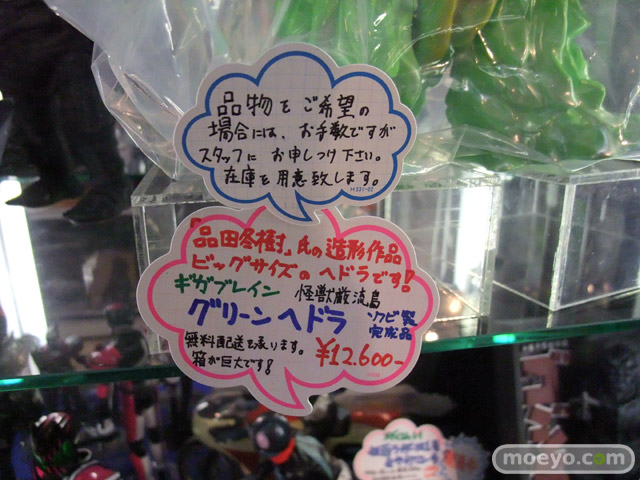 品物をご希望の
場合には、お手数ですが
スタッフにお申しつけ下さい。
在庫を用意致します。
「品田冬樹」氏の造形作品
ビッグサイズのヘドラです!
ギガブレイン 怪獣厳流島
グリーンヘドラ
ソフビ製
完成品
無料配送も承ります。
箱が巨大です!
¥12.600-
moeyo.com